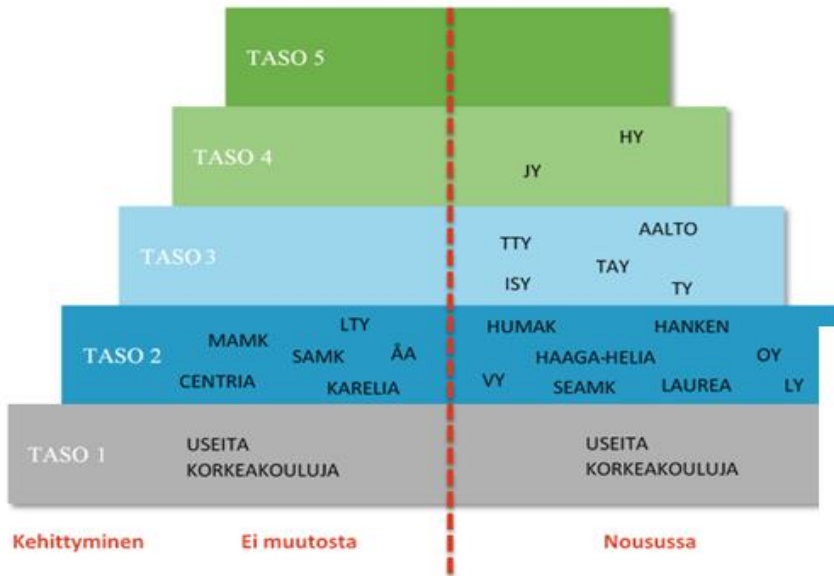 TASO 5
TASO 4
HY
JY
TASO 3
TTY
AALTO
TAY
ISY
TY
TASO 2
MAMK
LTY
SAMK
ÅA
CENTRIA
KARELIA
HUMAK
HANKEN
HAAGA-HELIA
OY
VY
SEAMK
LAUREA
LY
TASO 1
USEITA
KORKEAKOULUJA
USEITA
KORKEAKOULUJA
Kehittyminen
Ei muutosta
Nousussa